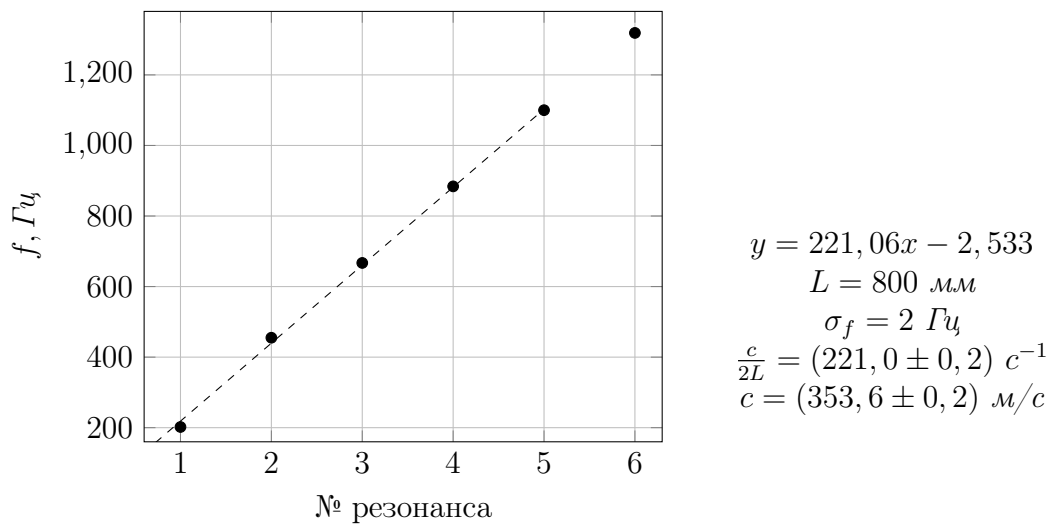 1,200
1,000
800
600
400
200
f, Гц
1 2 3 4 5 6
№ резонанса
y = 221, 06x − 2, 533
L = 800 мм
σ_f = 2 Гц
c/2L = (221, 0 ± 0, 2) с⁻¹
c = (353, 6 ± 0, 2) м/с